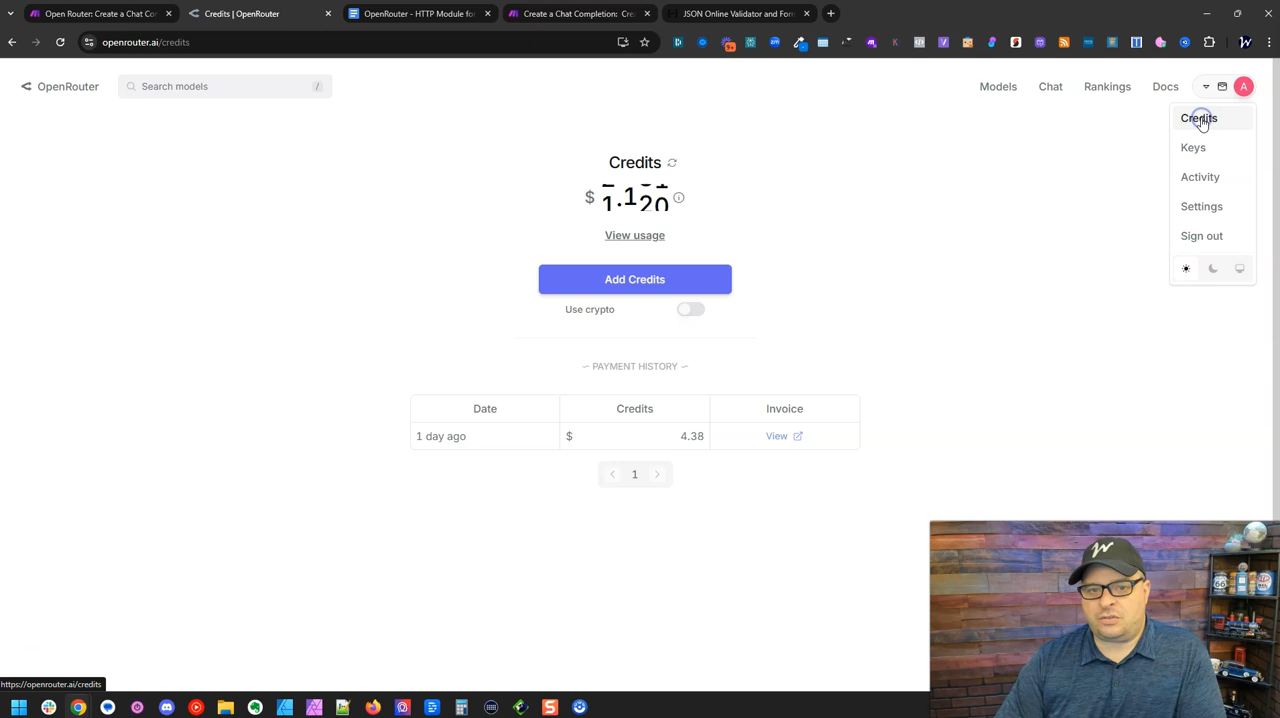 Open Router: Create a Chat Co
Credits | OpenRouter
OpenRouter - HTTP Module for
Create a Chat Completion: Cre
JSON Online Validator and For
openrouter.ai/credits
9+
OpenRouter
Search models
/
Models
Chat
Rankings
Docs
A
Credits
Keys
Activity
Settings
Sign out
Credits
$
View usage
Add Credits
Use crypto
PAYMENT HISTORY
Date
Credits
Invoice
1 day ago
$ 4.38
View
1
66
https://openrouter.ai/credits